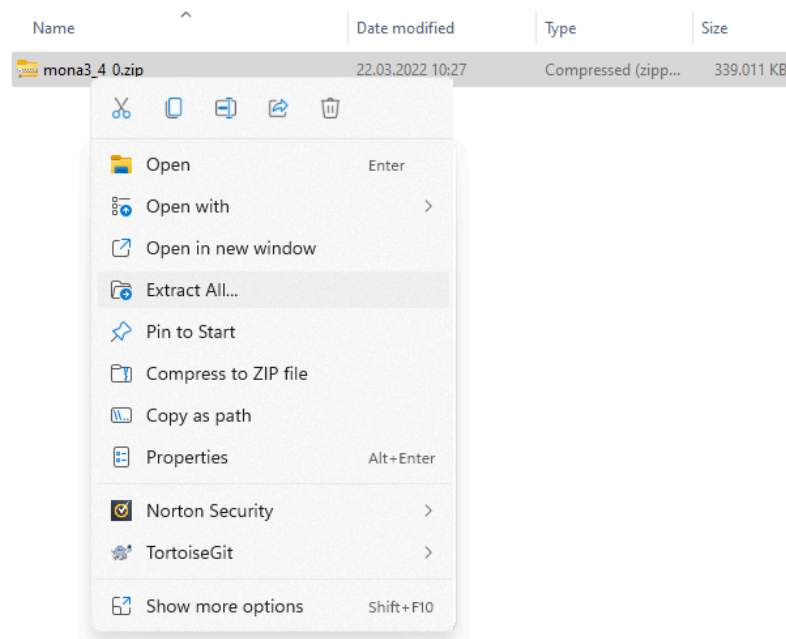 Name Date modified Type Size
mona3_4_0.zip 22.03.2022 10:27 Compressed (zipp... 339.011 KB
Open Enter
Open with
Open in new window
Extract All...
Pin to Start
Compress to ZIP file
Copy as path
Properties Alt+Enter
Norton Security
TortoiseGit
Show more options Shift+F10